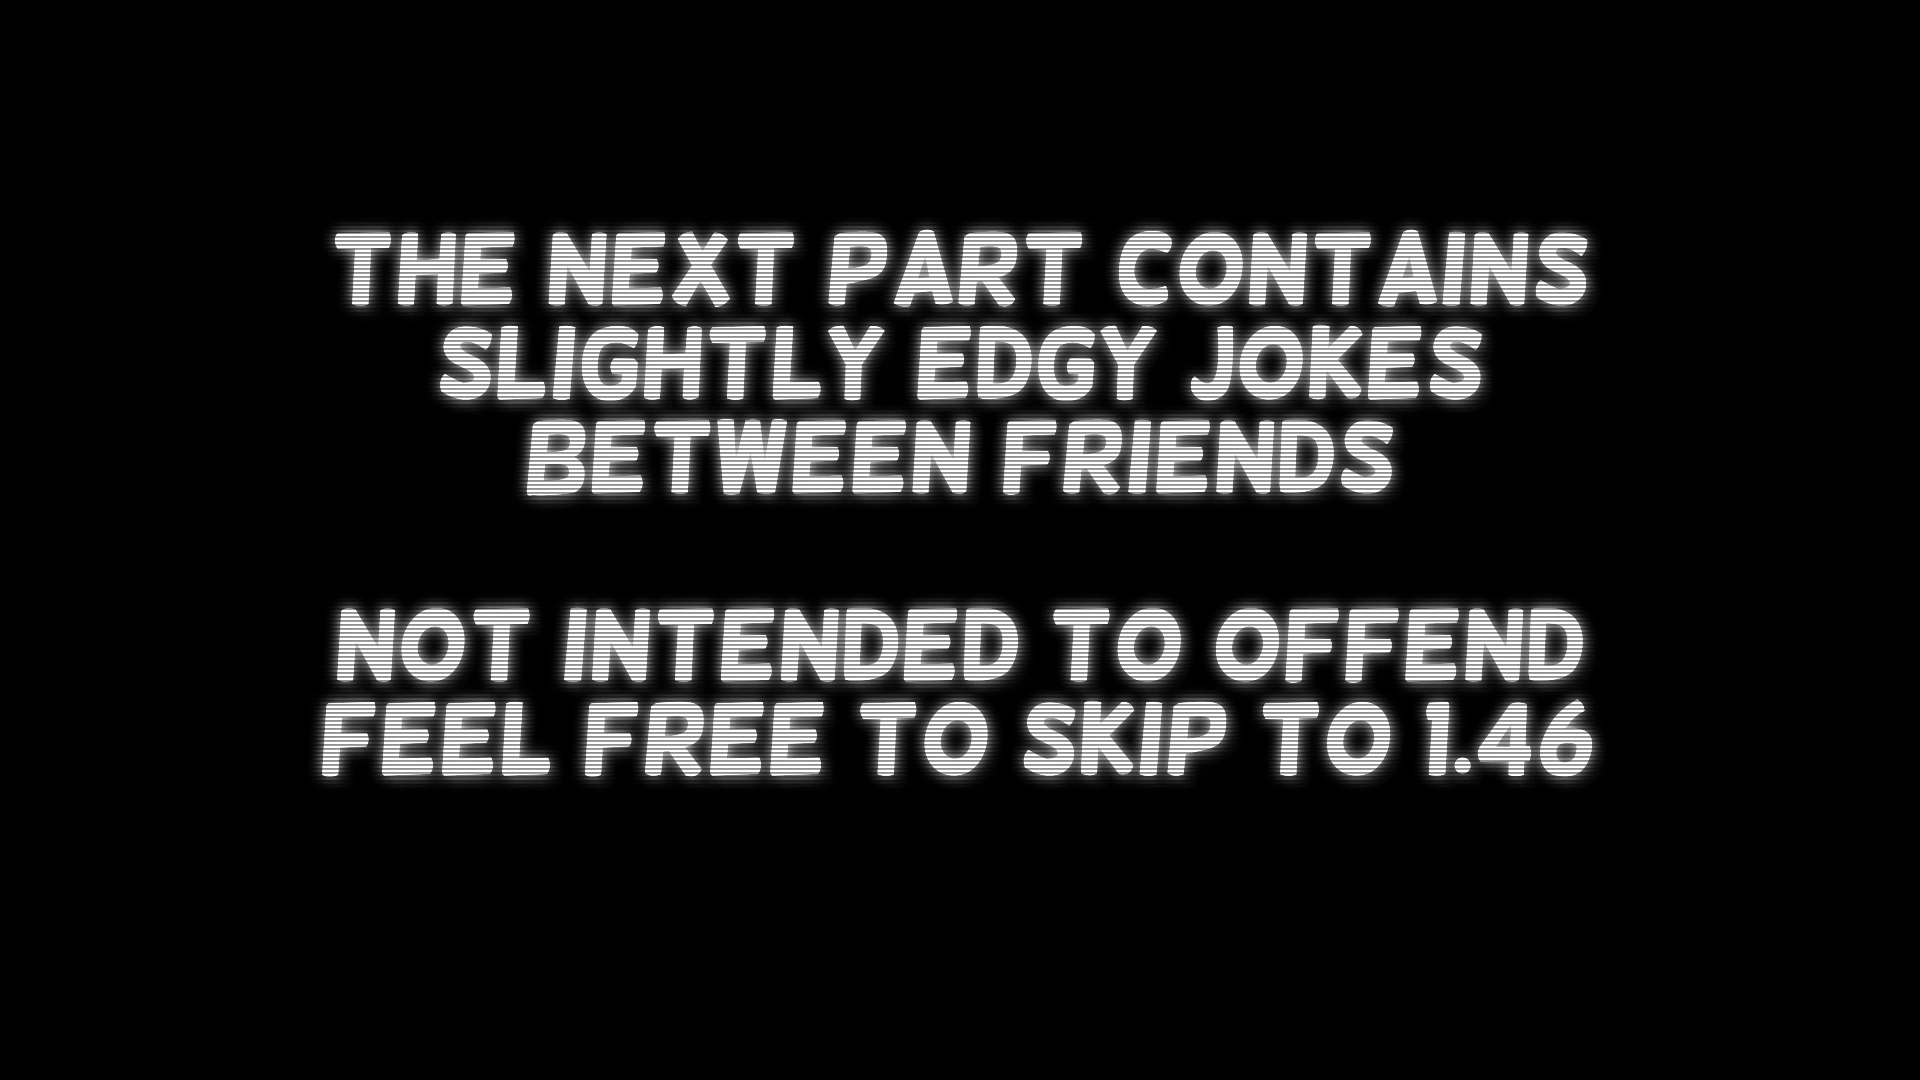 THE NEXT PART CONTAINS
SLIGHTLY EDGY JOKES
BETWEEN FRIENDS
NOT INTENDED TO OFFEND
FEEL FREE TO SKIP TO 1.46